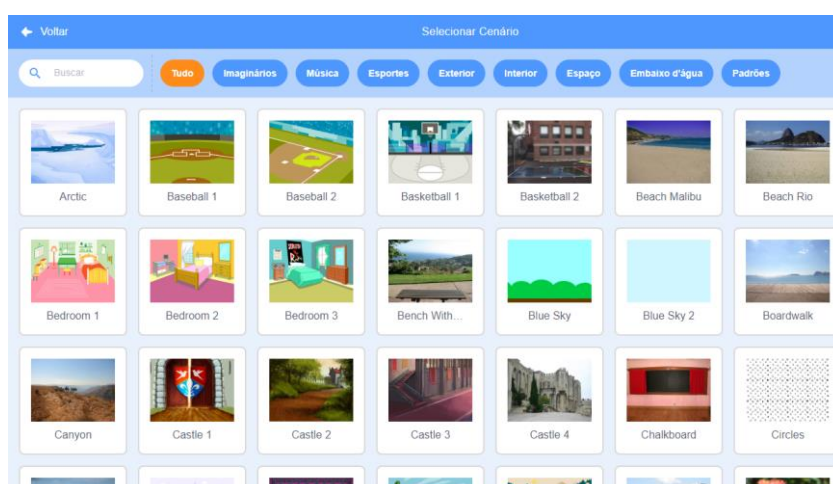 Voltar
Selecionar Cenário
Buscar
Tudo
Imaginários
Música
Esportes
Exterior
Interior
Espaço
Embaixo d'água
Padrões
Arctic
Baseball 1
Baseball 2
Basketball 1
Basketball 2
Beach Malibu
Beach Rio
Bedroom 1
Bedroom 2
Bedroom 3
Bench With...
Blue Sky
Blue Sky 2
Boardwalk
Canyon
Castle 1
Castle 2
Castle 3
Castle 4
Chalkboard
Circles